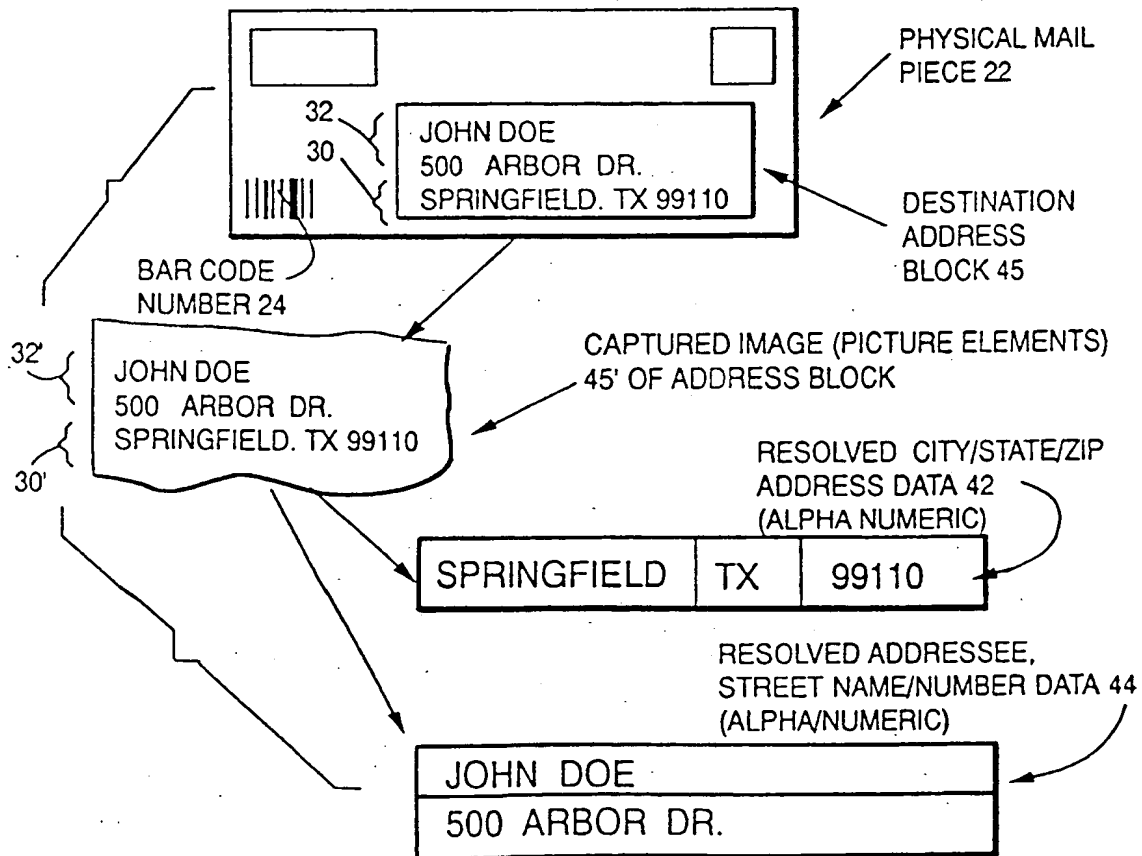 PHYSICAL MAIL
PIECE 22
32
30
JOHN DOE
500 ARBOR DR.
SPRINGFIELD. TX 99110
DESTINATION
ADDRESS
BLOCK 45
BAR CODE
NUMBER 24
32'
30'
JOHN DOE
500 ARBOR DR.
SPRINGFIELD. TX 99110
CAPTURED IMAGE (PICTURE ELEMENTS)
45' OF ADDRESS BLOCK
RESOLVED CITY/STATE/ZIP
ADDRESS DATA 42
(ALPHA NUMERIC)
SPRINGFIELD TX 99110
RESOLVED ADDRESSEE,
STREET NAME/NUMBER DATA 44
(ALPHA/NUMERIC)
JOHN DOE
500 ARBOR DR.